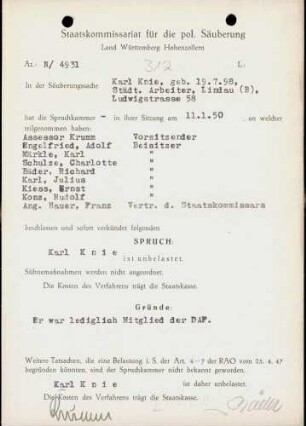 Staatskommissariat für die pol. Säuberung
Land Württemberg Hohenzollern
Az.: N/ 4931 312 L:
In der Säuberungssache: Karl Knie, geb. 19.7.98,
Städt. Arbeiter, Lindau (B),
Ludwigstrasse 58
hat die Spruchkammer - in ihrer Sitzung am 11.1.50 , an welcher
teilgenommen haben:
Assessor Krumm Vorsitzender
Engelfried, Adolf Beisitzer
Märkle, Karl "
Schulze, Charlotte "
Bäder, Richard "
Karl, Julius "
Kiess, Ernst "
Konz, Rudolf "
Ang. Hauer, Franz Vertr. d. Staatskommissars
beschlossen und sofort verkündet folgenden
SPRUCH:
Karl Knie
ist unbelastet.
Sühnemaßnahmen werden nicht angeordnet.
Die Kosten des Verfahrens trägt die Staatskasse.
Gründe:
Er war lediglich Mitglied der DAF.
Weitere Tatsachen, die eine Belastung i. S. der Art. 4-7 der RAO vom 25. 4. 47
begründen könnten, sind der Spruchkammer nicht bekannt geworden.
Karl Knie ist daher unbelastet.
Die Kosten des Verfahrens trägt die Staatskasse.
Krumm